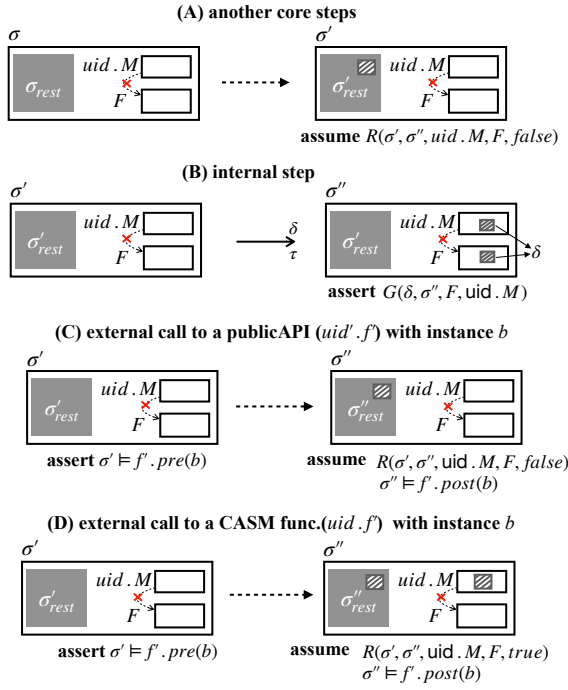 (A) another core steps
σ σ′
σrest uid . M F σ′rest uid . M F
assume R(σ′, σ′′, uid . M, F, false)
(B) internal step
σ′ σ′′
σ′rest uid . M F δ τ σ′rest uid . M F δ
assert G(δ, σ′′, F, uid . M)
(C) external call to a publicAPI (uid′. f′) with instance b
σ′ σ′′
σ′rest uid . M F σ′′rest uid . M F
assert σ′ ⊨ f′. pre(b) assume R(σ′, σ′′, uid . M, F, false)
σ′′ ⊨ f′. post(b)
(D) external call to a CASM func.(uid . f′) with instance b
σ′ σ′′
σ′rest uid . M F σ′′rest uid . M F
assert σ′ ⊨ f′. pre(b) assume R(σ′, σ′′, uid . M, F, true)
σ′′ ⊨ f′. post(b)